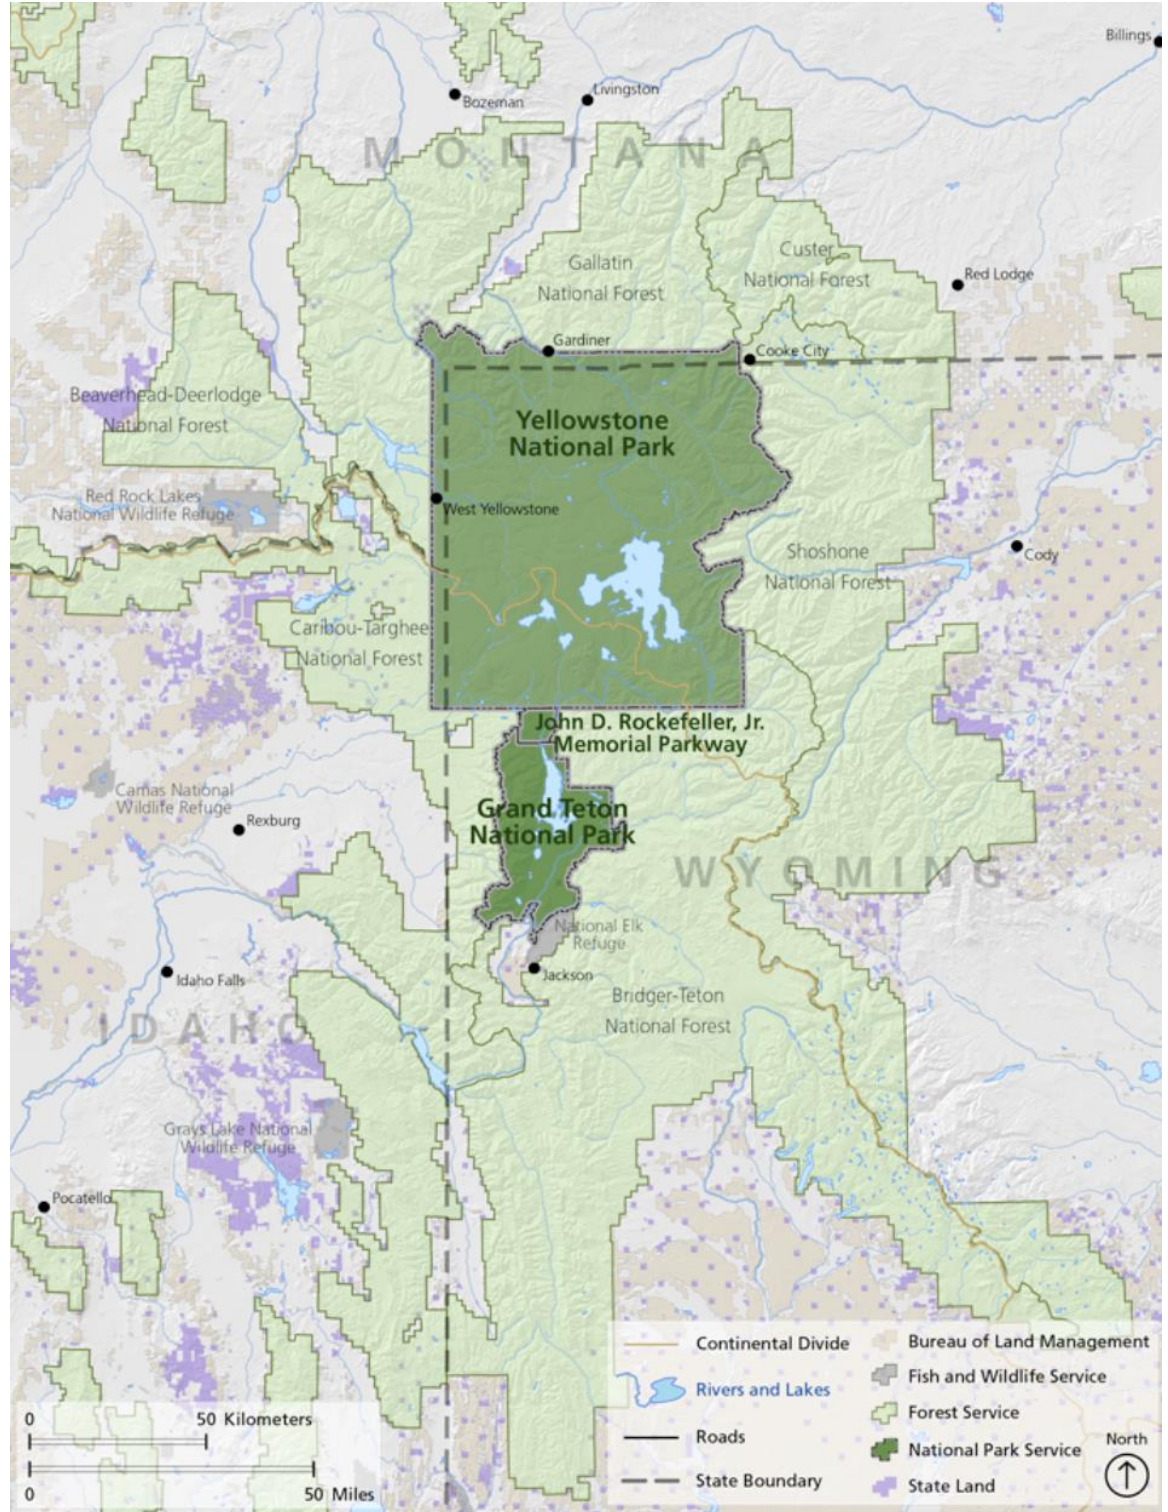 Billings
Bozeman
Livingston
MONTANA
Gallatin
National Forest
Custer
National Forest
Red Lodge
Gardiner
Cooke City
Beaverhead-Deerlodge
National Forest
Yellowstone
National Park
Red Rock Lakes
National Wildlife Refuge
West Yellowstone
Shoshone
National Forest
Cody
Caribou-Targhee
National Forest
John D. Rockefeller, Jr.
Memorial Parkway
Camas National
Wildlife Refuge
Rexburg
Grand Teton
National Park
WYOMING
National Elk
Refuge
Jackson
Idaho Falls
Bridger-Teton
National Forest
IDAHO
Grays Lake National
Wildlife Refuge
Pocatello
0 50 Kilometers
0 50 Miles
Continental Divide
Rivers and Lakes
Roads
State Boundary
Bureau of Land Management
Fish and Wildlife Service
Forest Service
National Park Service
State Land
North